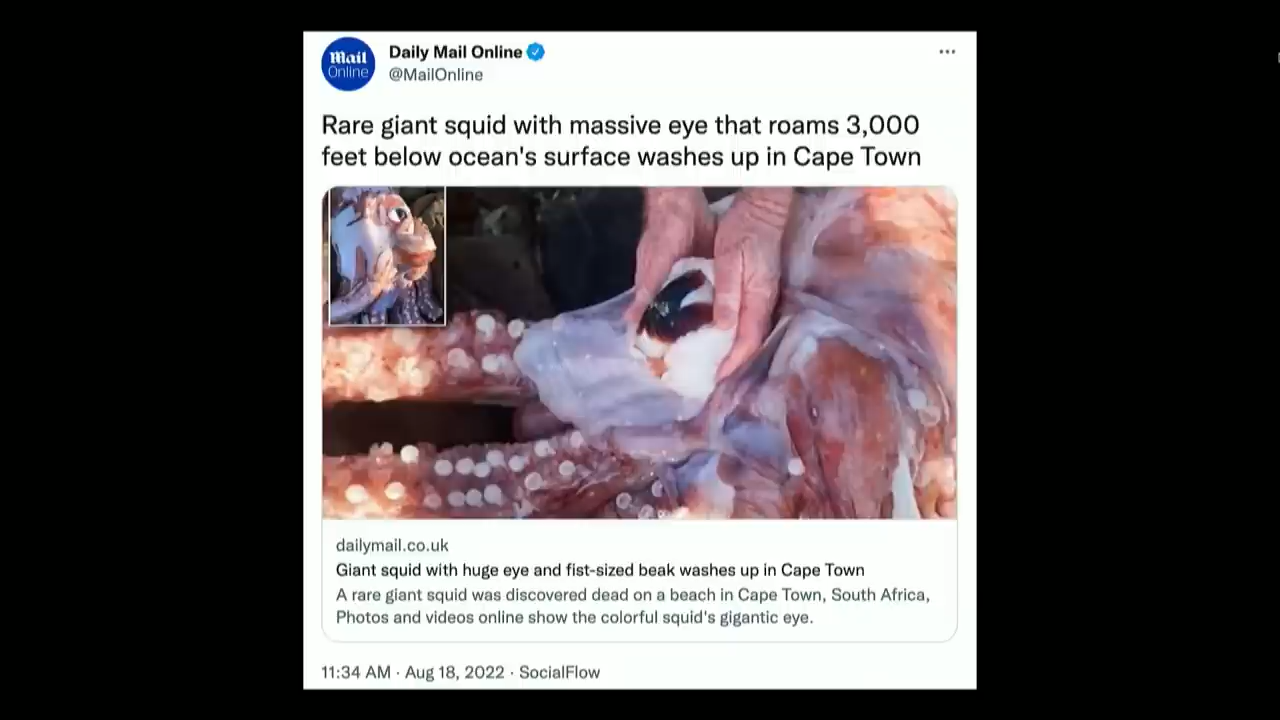 Mail
Online
Daily Mail Online
@MailOnline
Rare giant squid with massive eye that roams 3,000
feet below ocean's surface washes up in Cape Town
dailymail.co.uk
Giant squid with huge eye and fist-sized beak washes up in Cape Town
A rare giant squid was discovered dead on a beach in Cape Town, South Africa,
Photos and videos online show the colorful squid's gigantic eye.
11:34 AM · Aug 18, 2022 · SocialFlow